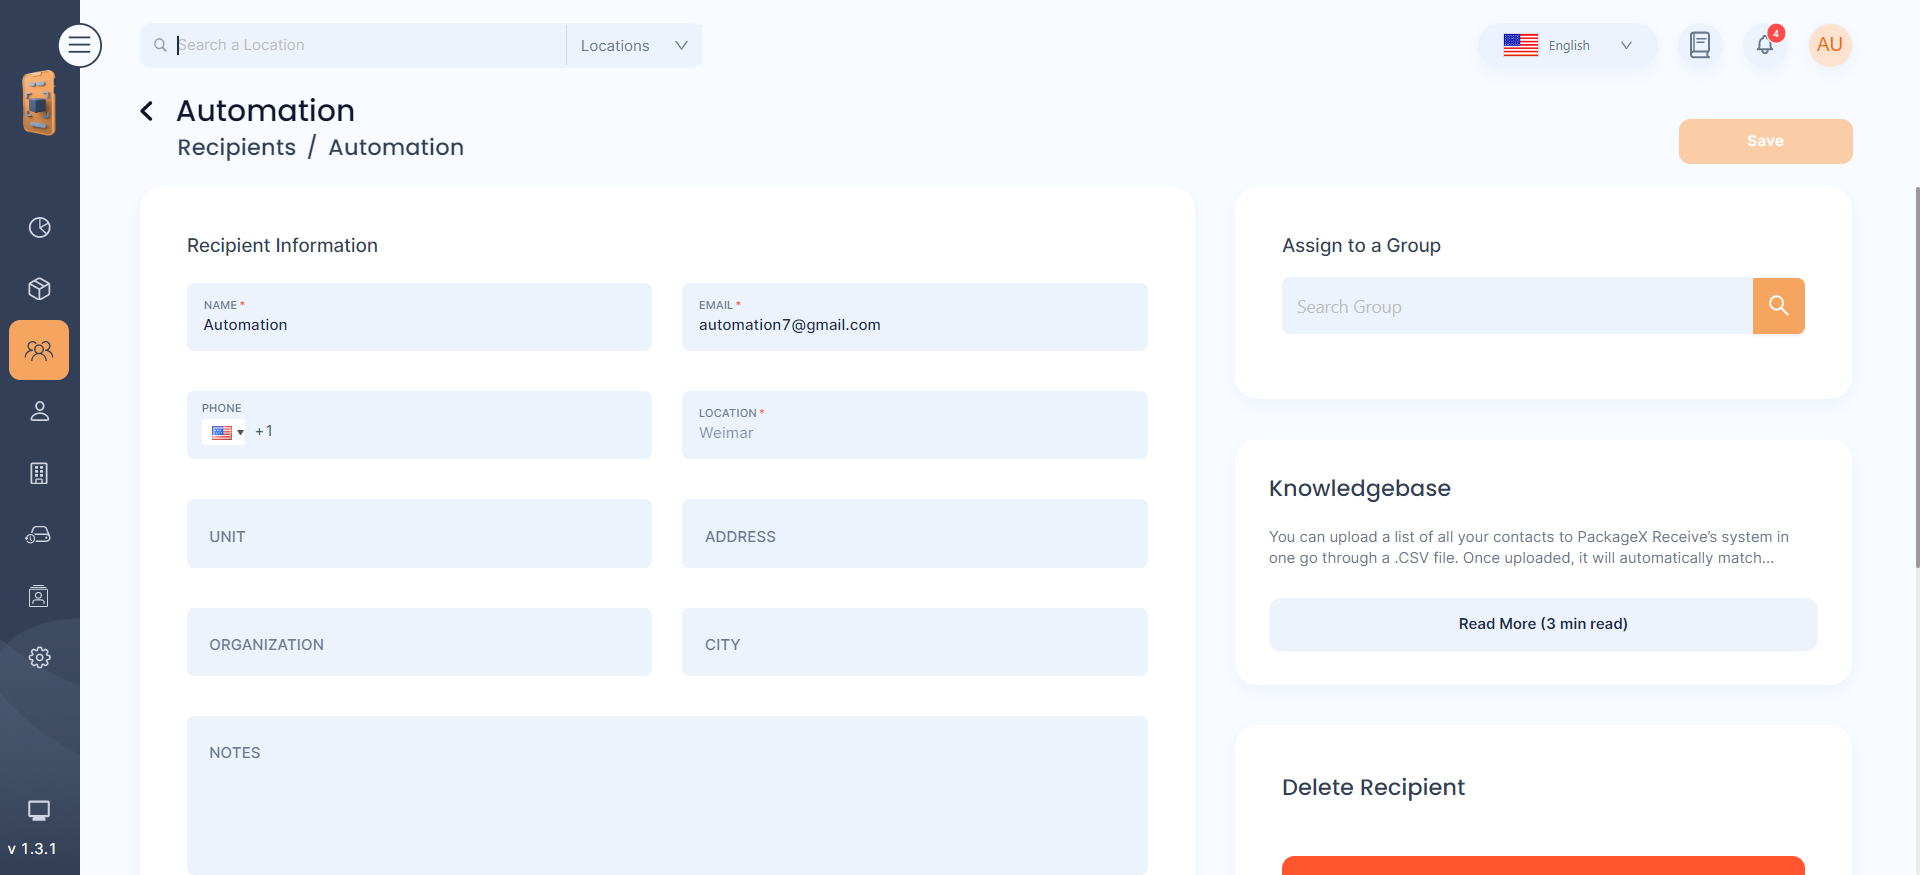 Search a Location
Locations
English
4
AU
Automation
Recipients / Automation
Save
Recipient Information
NAME *
Automation
EMAIL *
automation7@gmail.com
PHONE
+1
LOCATION *
Weimar
UNIT
ADDRESS
ORGANIZATION
CITY
NOTES
Assign to a Group
Search Group
Knowledgebase
You can upload a list of all your contacts to PackageX Receive's system in
one go through a .CSV file. Once uploaded, it will automatically match...
Read More (3 min read)
Delete Recipient
v 1.3.1